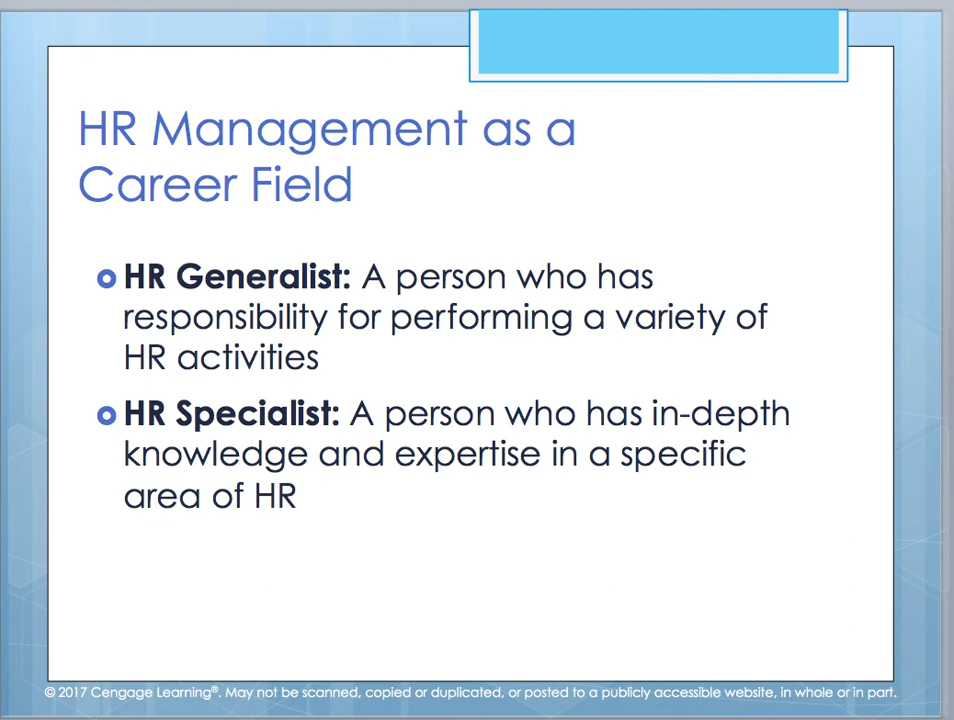 HR Management as a
Career Field
HR Generalist: A person who has
responsibility for performing a variety of
HR activities
HR Specialist: A person who has in-depth
knowledge and expertise in a specific
area of HR
© 2017 Cengage Learning®. May not be scanned, copied or duplicated, or posted to a publicly accessible website, in whole or in part.